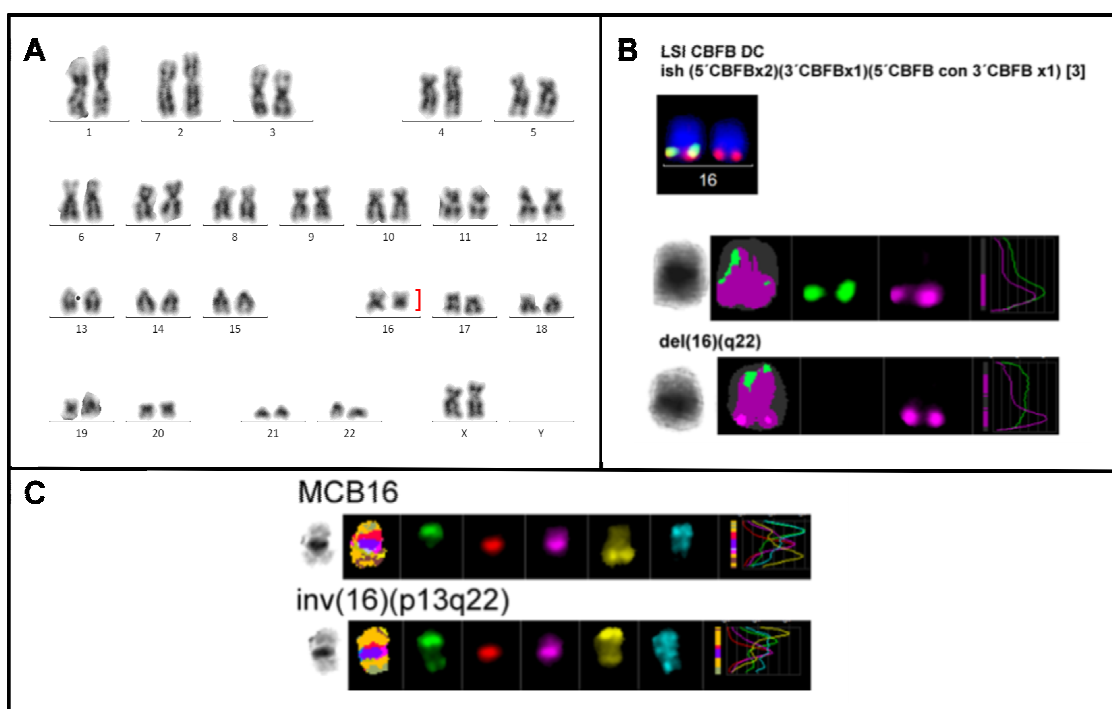 A
1 2 3 4 5
6 7 8 9 10 11 12
13 14 15 16 17 18
19 20 21 22 X Y
B
LSI CBFB DC
ish (5´CBFBx2)(3´CBFBx1)(5´CBFB con 3´CBFB x1) [3]
16
del(16)(q22)
C
MCB16
inv(16)(p13q22)